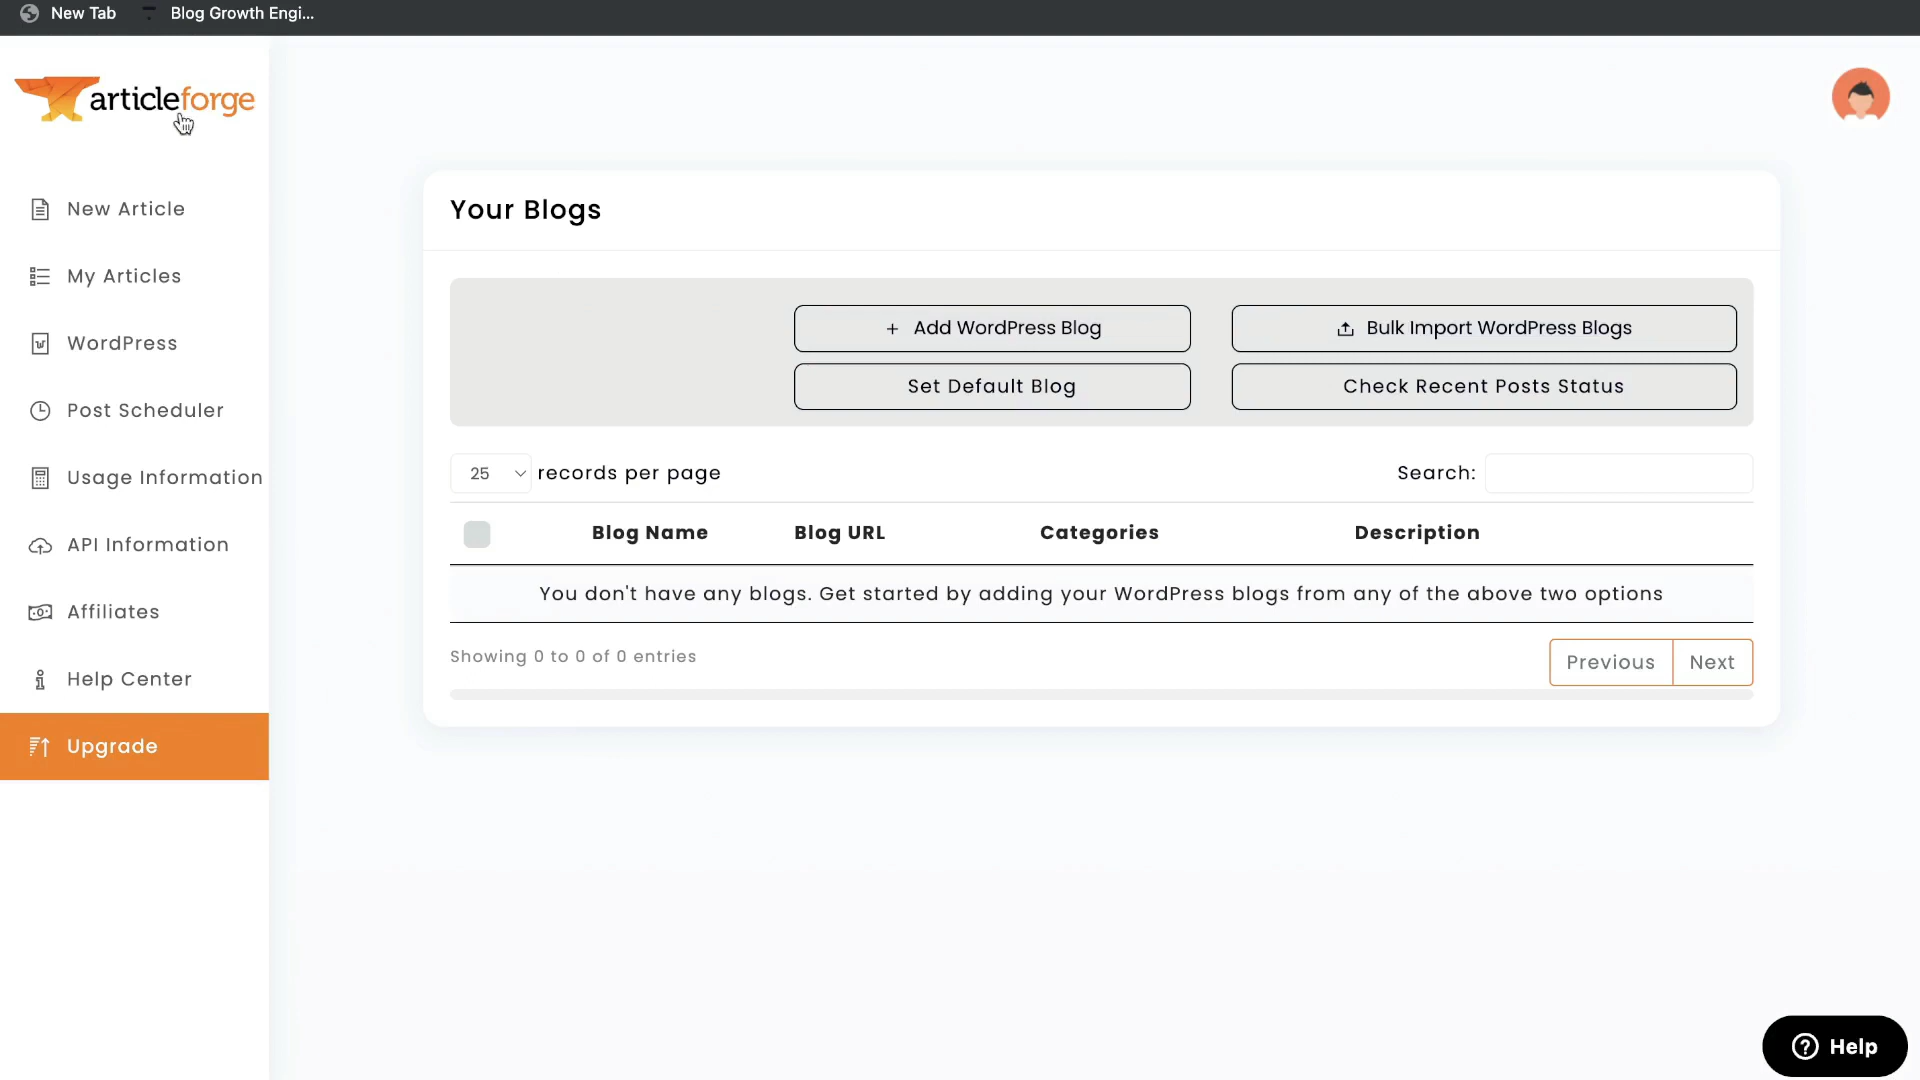 New Tab
Blog Growth Engi...
articleforge
New Article
My Articles
WordPress
Post Scheduler
Usage Information
API Information
Affiliates
Help Center
Upgrade
Your Blogs
+ Add WordPress Blog
Bulk Import WordPress Blogs
Set Default Blog
Check Recent Posts Status
25 records per page
Search:
Blog Name Blog URL Categories Description
You don't have any blogs. Get started by adding your WordPress blogs from any of the above two options
Showing 0 to 0 of 0 entries
Previous Next
? Help